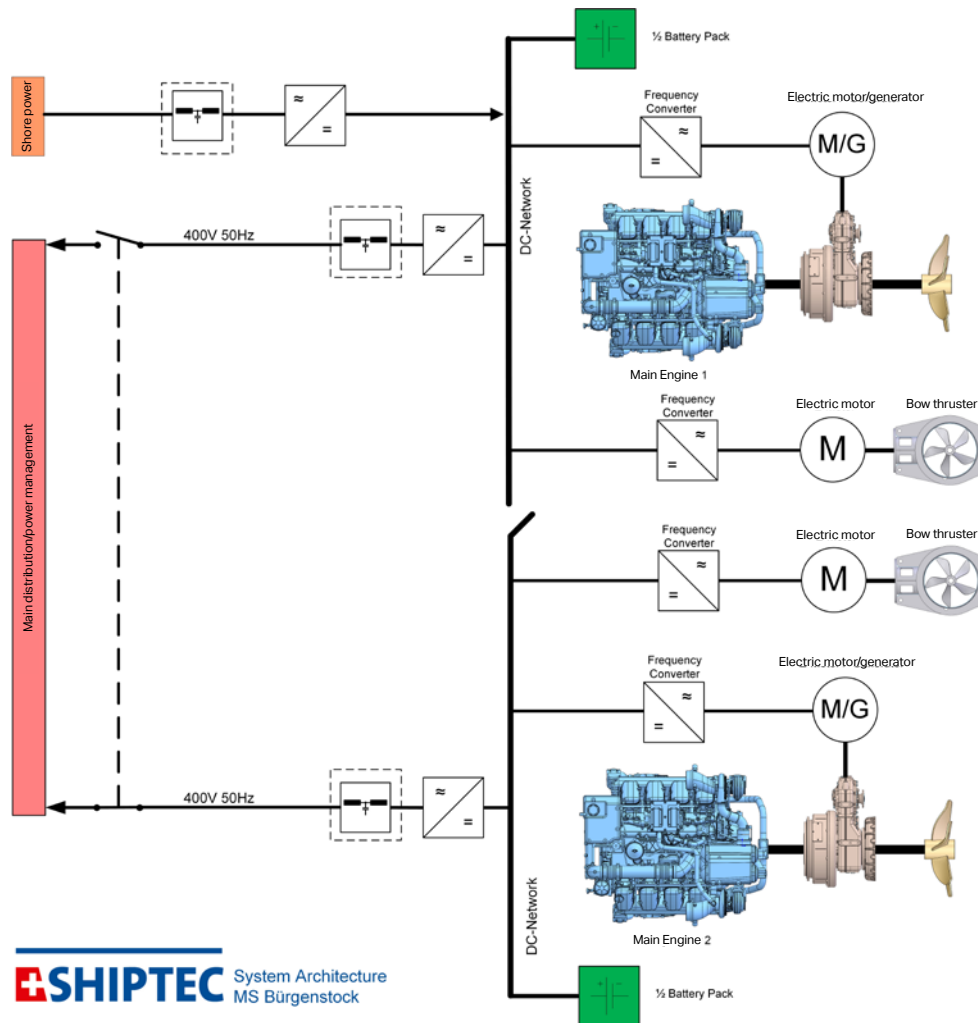 ½ Battery Pack
Shore power
≈
=
Frequency
Converter
≈
=
Electric motor/generator
M/G
DC-Network
400V 50Hz
≈
=
Main Engine 1
Frequency
Converter
≈
=
Electric motor
M
Bow thruster
Main distribution/power management
Frequency
Converter
≈
=
Electric motor
M
Bow thruster
Frequency
Converter
≈
=
Electric motor/generator
M/G
400V 50Hz
≈
=
DC-Network
Main Engine 2
½ Battery Pack
SHIPTEC
System Architecture
MS Bürgenstock